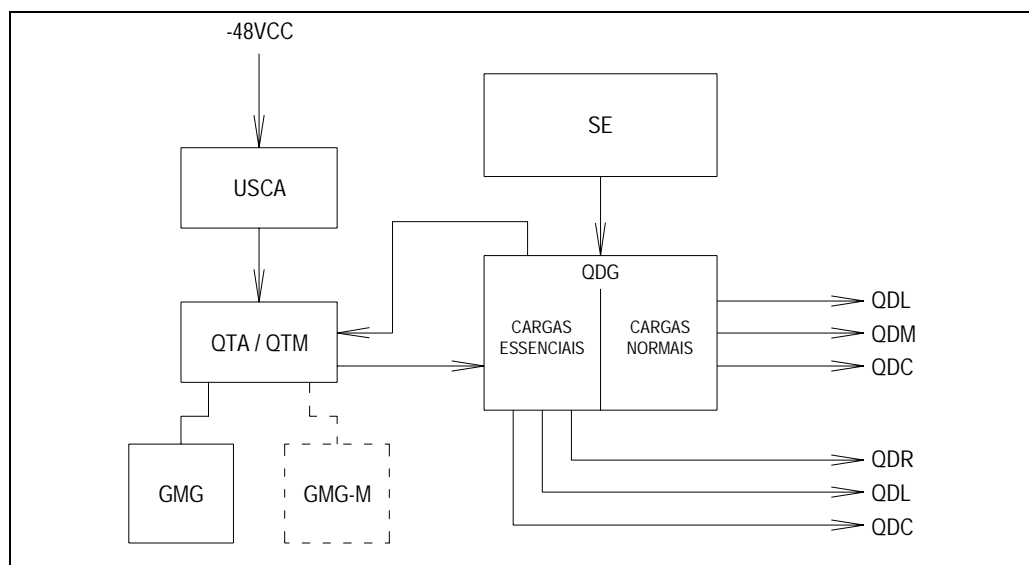 -48VCC
SE
USCA
QDG
QTA / QTM
CARGAS
ESSENCIAIS
CARGAS
NORMAIS
QDL
QDM
QDC
GMG
GMG-M
QDR
QDL
QDC